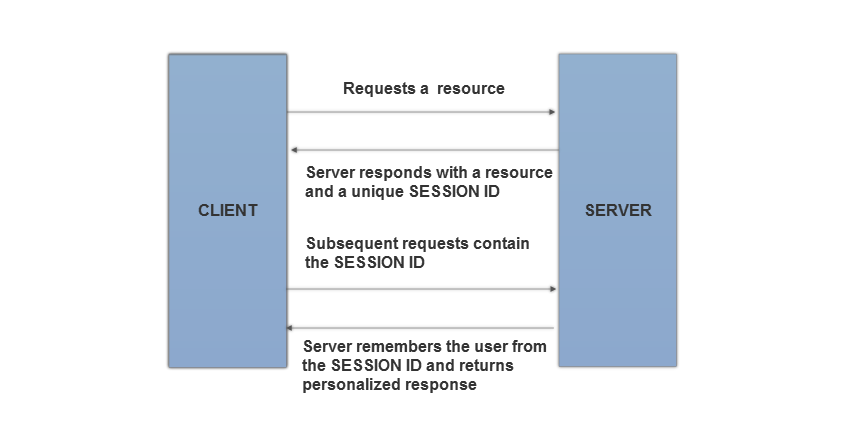 Requests a  resource
Server responds with a resource
and a unique SESSION ID
CLIENT
SERVER
Subsequent requests contain
the SESSION ID
Server remembers the user from
the SESSION ID and returns
personalized response